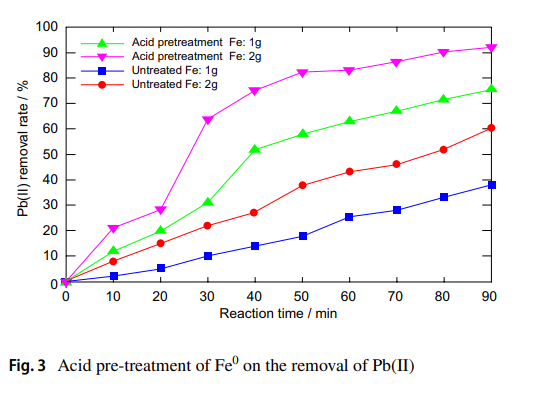 100
90
80
70
60
50
40
30
20
10
0
Pb(II) removal rate / %
Acid pretreatment Fe: 1g
Acid pretreatment Fe: 2g
Untreated Fe: 1g
Untreated Fe: 2g
0 10 20 30 40 50 60 70 80 90
Reaction time / min
Fig. 3 Acid pre-treatment of Fe⁰ on the removal of Pb(II)